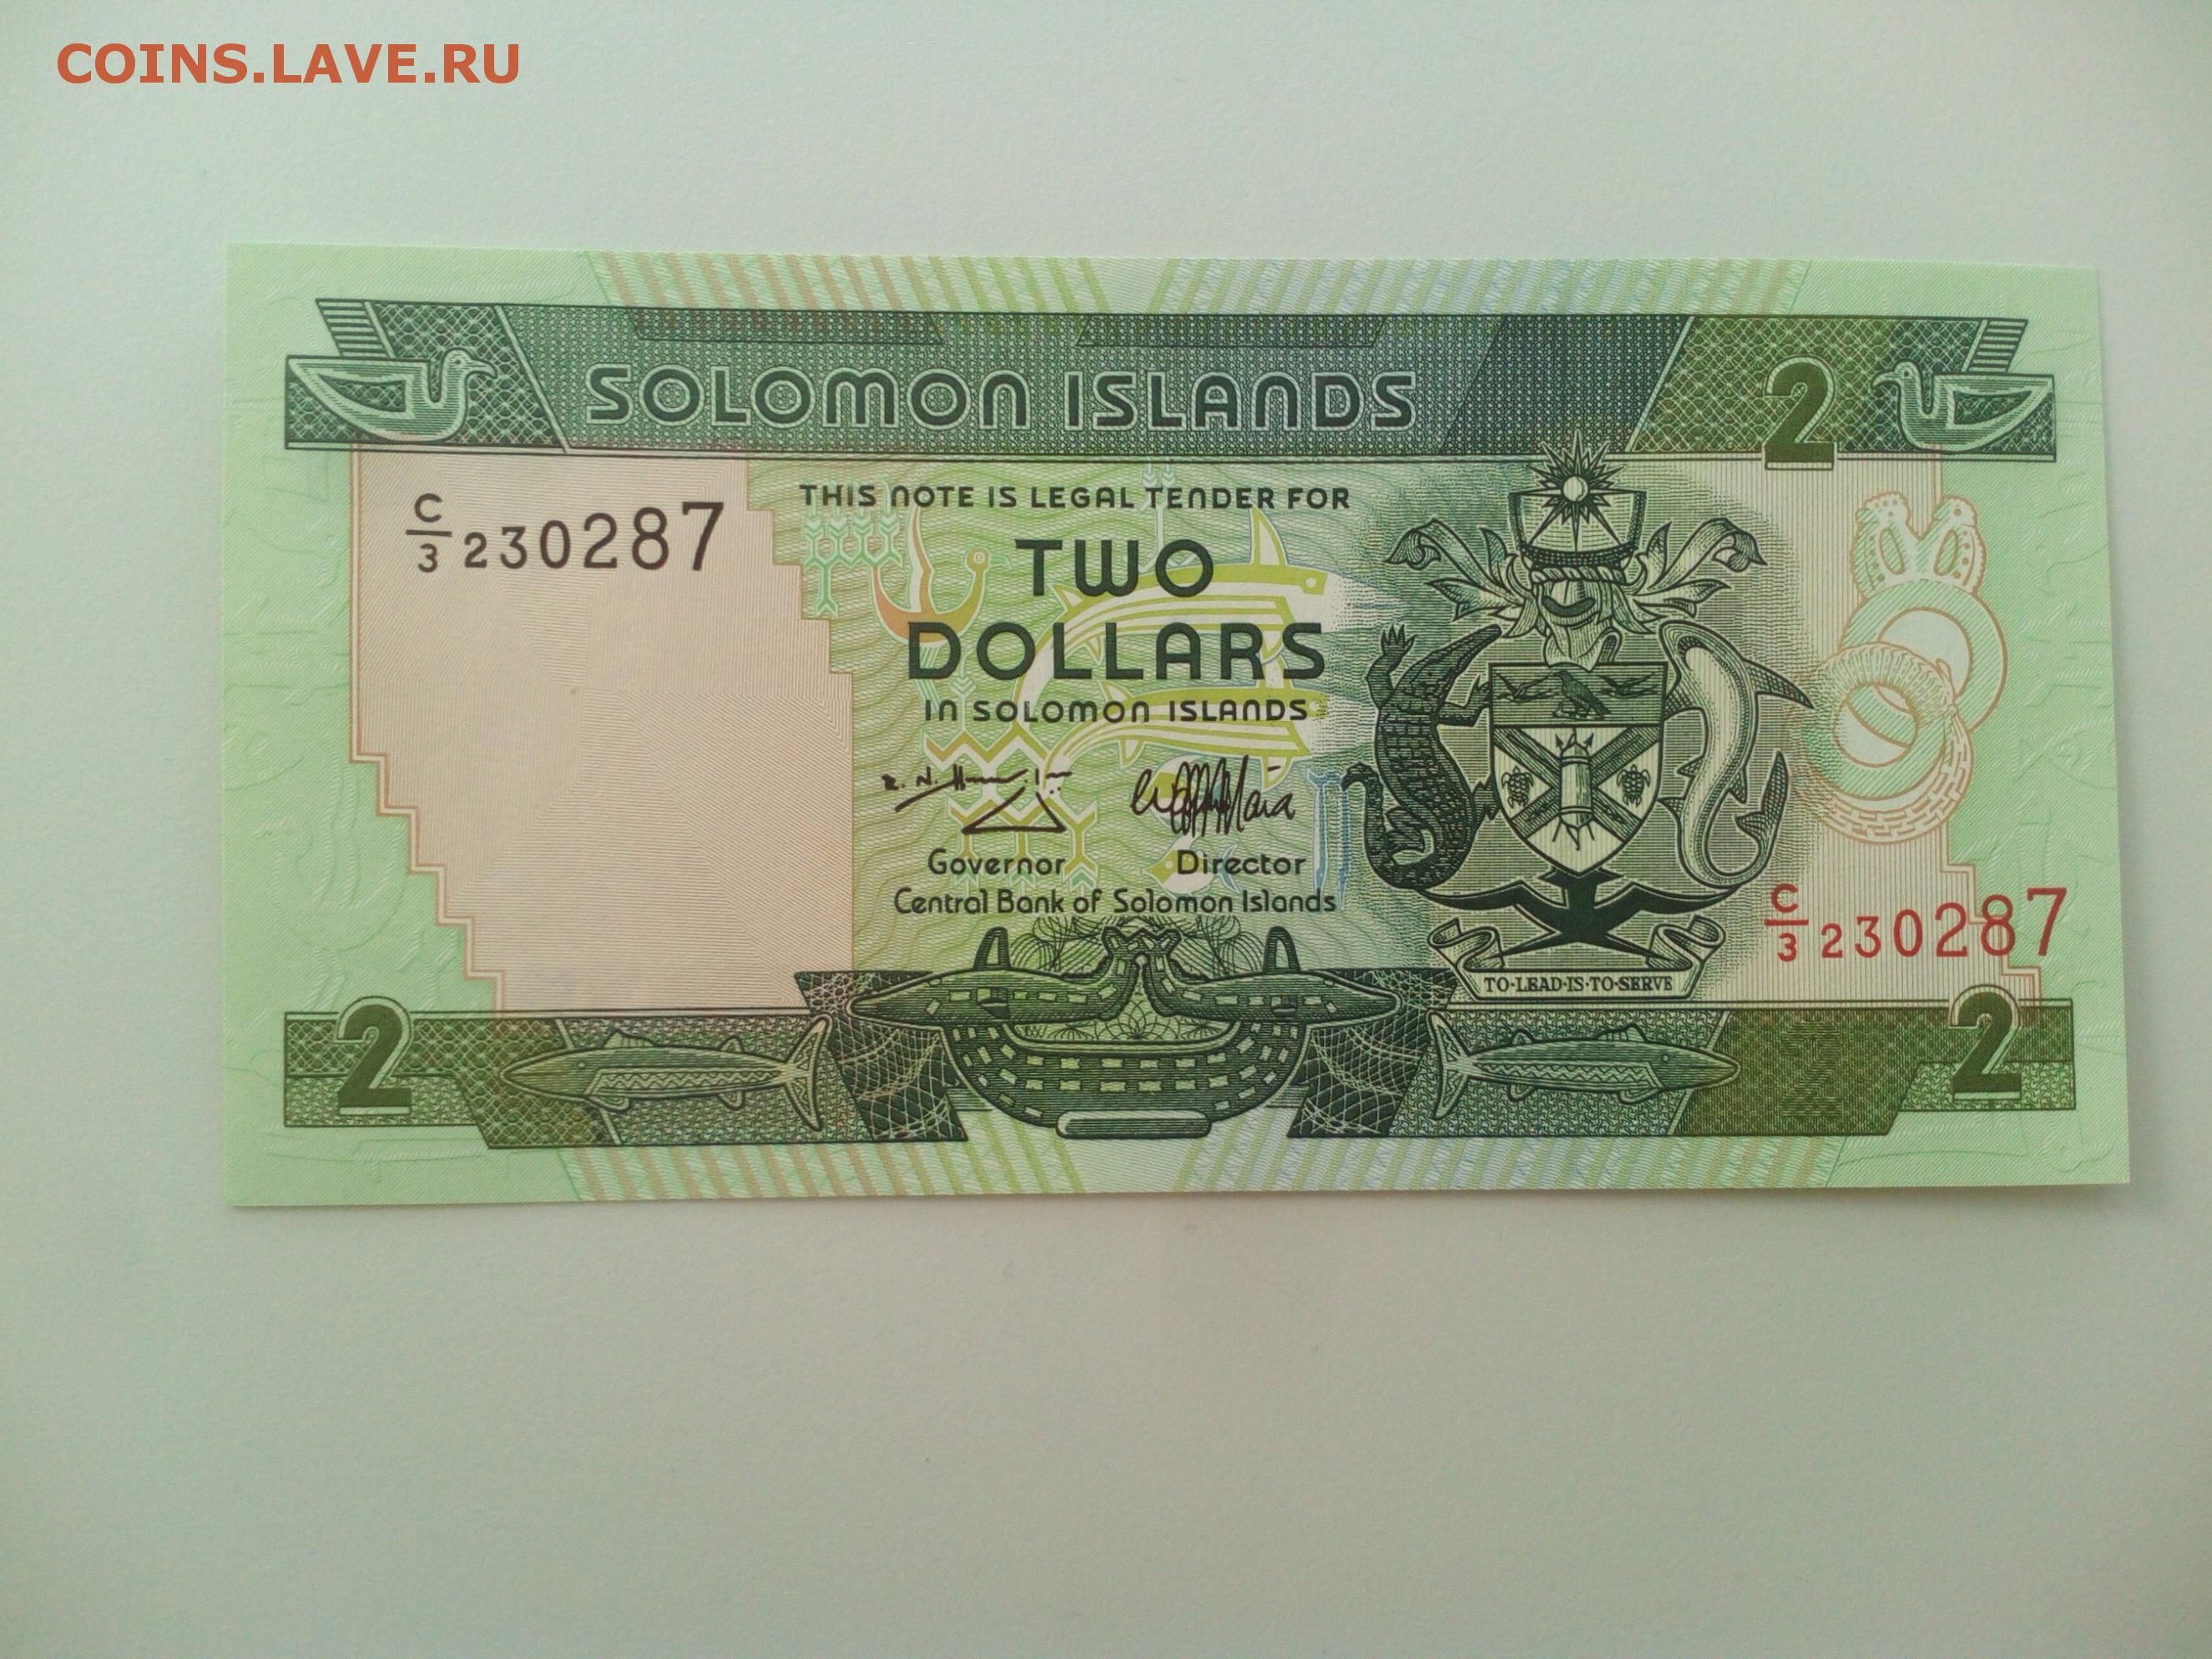 COINS.LAVE.RU
SOLOMON ISLANDS
2
C/3 230287
THIS NOTE IS LEGAL TENDER FOR
TWO
DOLLARS
IN SOLOMON ISLANDS
Governor Director
Central Bank of Solomon Islands
C/3 230287
TO·LEAD·IS·TO·SERVE
2 2